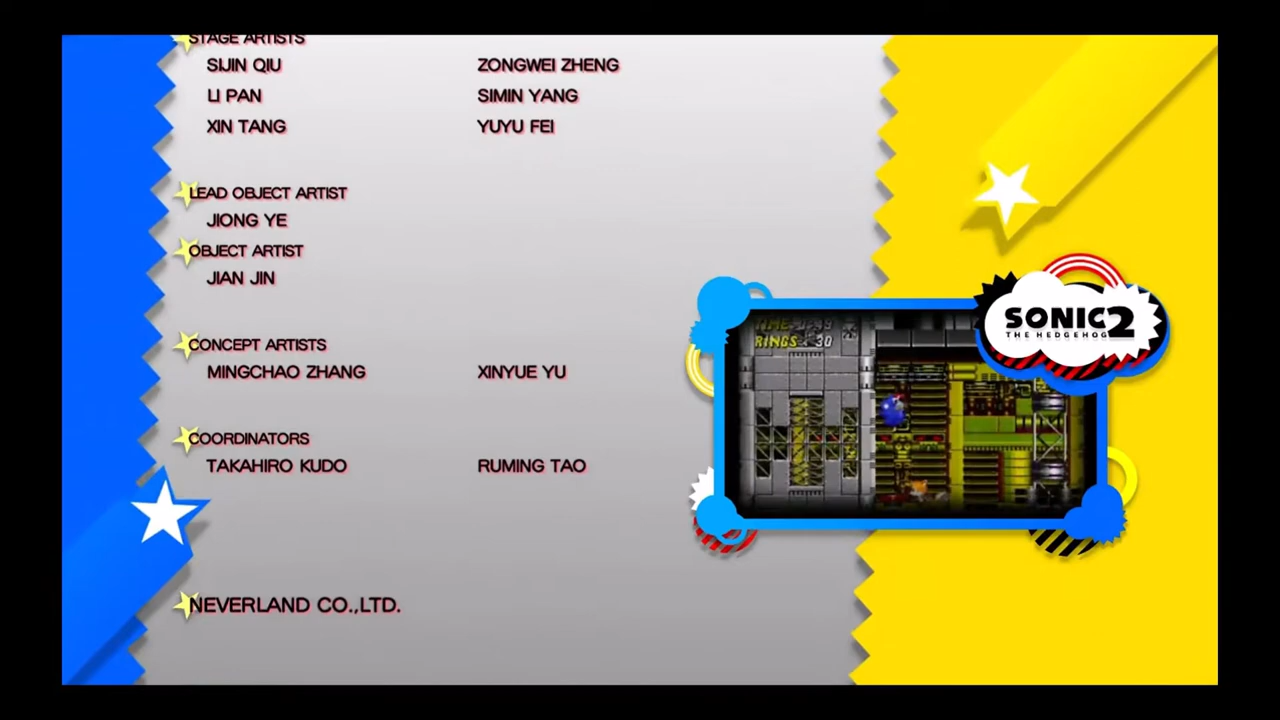 STAGE ARTISTS
SIJIN QIU ZONGWEI ZHENG
LI PAN SIMIN YANG
XIN TANG YUYU FEI
LEAD OBJECT ARTIST
JIONG YE
OBJECT ARTIST
JIAN JIN
CONCEPT ARTISTS
MINGCHAO ZHANG XINYUE YU
COORDINATORS
TAKAHIRO KUDO RUMING TAO
NEVERLAND CO.,LTD.
SONIC 2
THE HEDGEHOG
TIME
RINGS 30